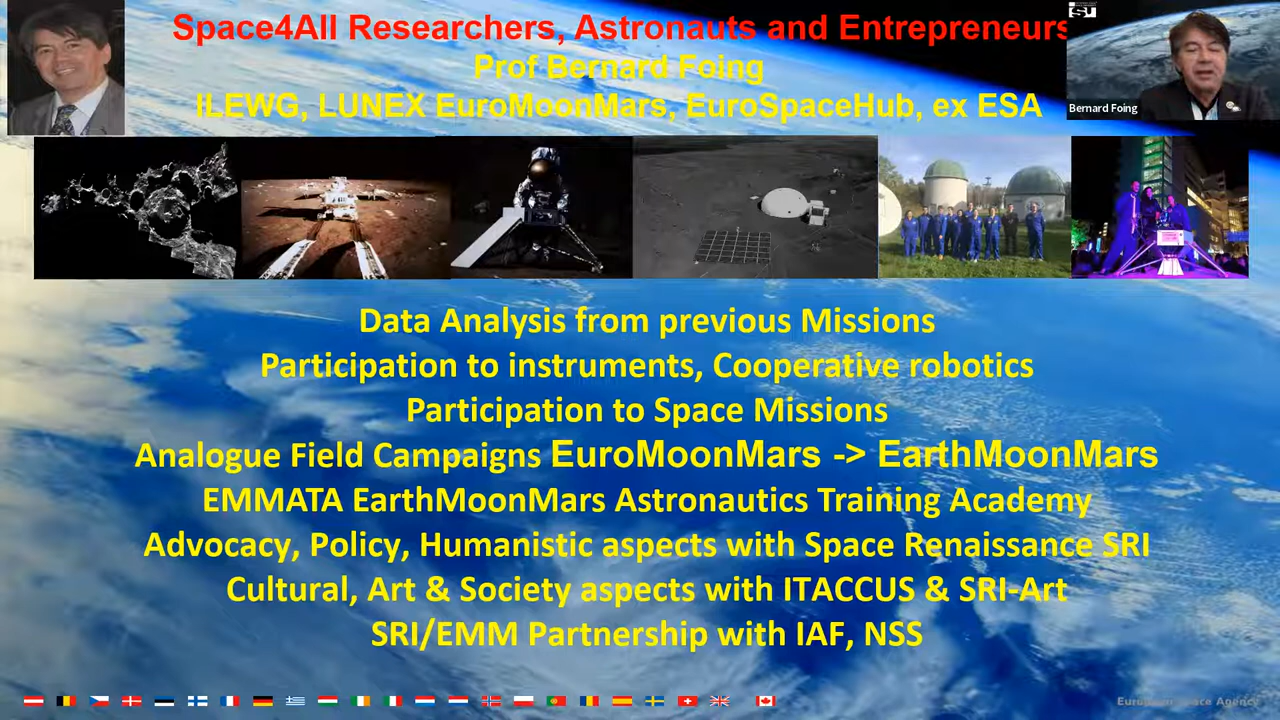 Space4All Researchers, Astronauts and Entrepreneurs
Prof Bernard Foing
ILEWG, LUNEX EuroMoonMars, EuroSpaceHub, ex ESA
Bernard Foing
Data Analysis from previous Missions
Participation to instruments, Cooperative robotics
Participation to Space Missions
Analogue Field Campaigns EuroMoonMars -> EarthMoonMars
EMMATA EarthMoonMars Astronautics Training Academy
Advocacy, Policy, Humanistic aspects with Space Renaissance SRI
Cultural, Art & Society aspects with ITACCUS & SRI-Art
SRI/EMM Partnership with IAF, NSS
European Space Agency